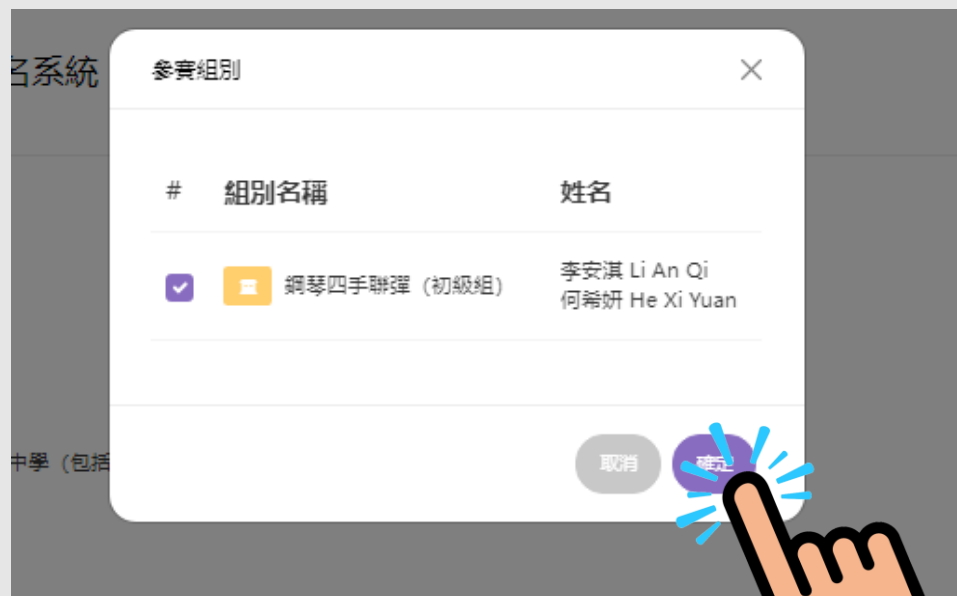 名系統
參賽組別
# 組別名稱 姓名
鋼琴四手聯彈 (初級組) 李安淇 Li An Qi
何希妍 He Xi Yuan
中學 (包括
取消 確定